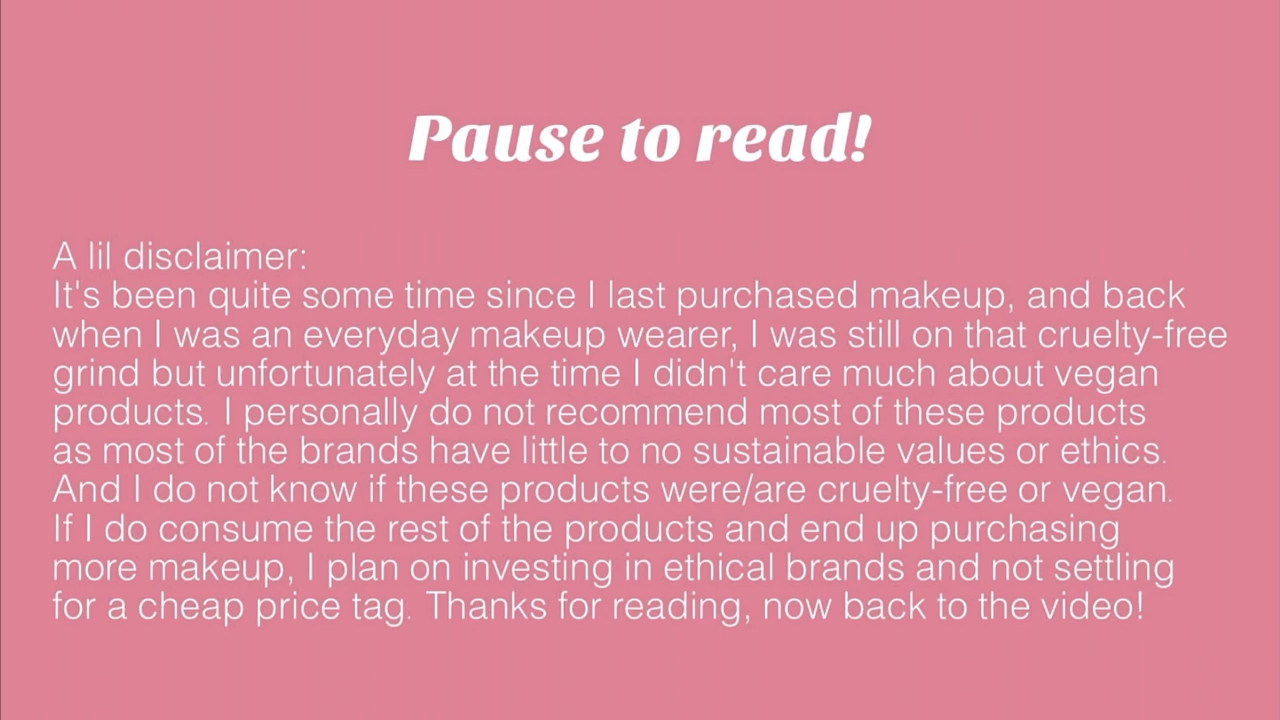 Pause to read!
A lil disclaimer:
It's been quite some time since I last purchased makeup, and back
when I was an everyday makeup wearer, I was still on that cruelty-free
grind but unfortunately at the time I didn't care much about vegan
products. I personally do not recommend most of these products
as most of the brands have little to no sustainable values or ethics.
And I do not know if these products were/are cruelty-free or vegan.
If I do consume the rest of the products and end up purchasing
more makeup, I plan on investing in ethical brands and not settling
for a cheap price tag. Thanks for reading, now back to the video!